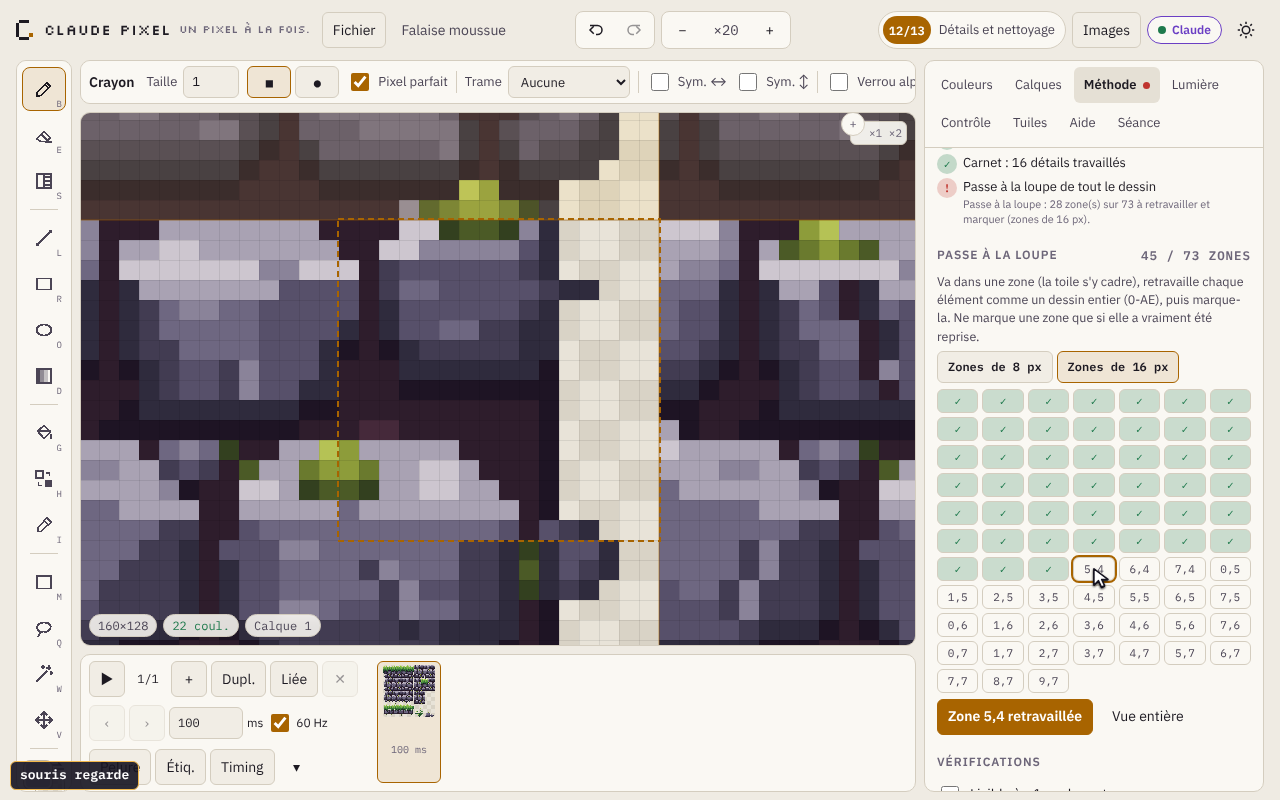 CLAUDE PIXEL UN PIXEL À LA FOIS. Fichier Falaise moussue − ×20 + 12/13 Détails et nettoyage Images Claude
Crayon Taille 1 Pixel parfait Trame Aucune Sym. ↔ Sym. ↕ Verrou alp
B
E
S
L
R
O
D
G
H
I
M
Q
W
V
+ ×1 ×2
160×128 22 coul. Calque 1
1/1 + Dupl. Liée ✕
‹ › 100 ms 60 Hz
Étiq. Timing ▼
100 ms
souris regarde
Couleurs Calques Méthode Lumière
Contrôle Tuiles Aide Séance
✓ Carnet : 16 détails travaillés
! Passe à la loupe de tout le dessin
Passe à la loupe : 28 zone(s) sur 73 à retravailler et
marquer (zones de 16 px).
PASSE À LA LOUPE 45 / 73 ZONES
Va dans une zone (la toile s'y cadre), retravaille chaque
élément comme un dessin entier (0-AE), puis marque-
la. Ne marque une zone que si elle a vraiment été
reprise.
Zones de 8 px Zones de 16 px
✓ ✓ ✓ ✓ ✓ ✓ ✓
✓ ✓ ✓ ✓ ✓ ✓ ✓
✓ ✓ ✓ ✓ ✓ ✓ ✓
✓ ✓ ✓ ✓ ✓ ✓ ✓
✓ ✓ ✓ ✓ ✓ ✓ ✓
✓ ✓ ✓ ✓ ✓ ✓ ✓
✓ ✓ ✓ 5,4 6,4 7,4 0,5
1,5 2,5 3,5 4,5 5,5 6,5 7,5
0,6 1,6 2,6 3,6 4,6 5,6 7,6
0,7 1,7 2,7 3,7 4,7 5,7 6,7
7,7 8,7 9,7
Zone 5,4 retravaillée Vue entière
VÉRIFICATIONS